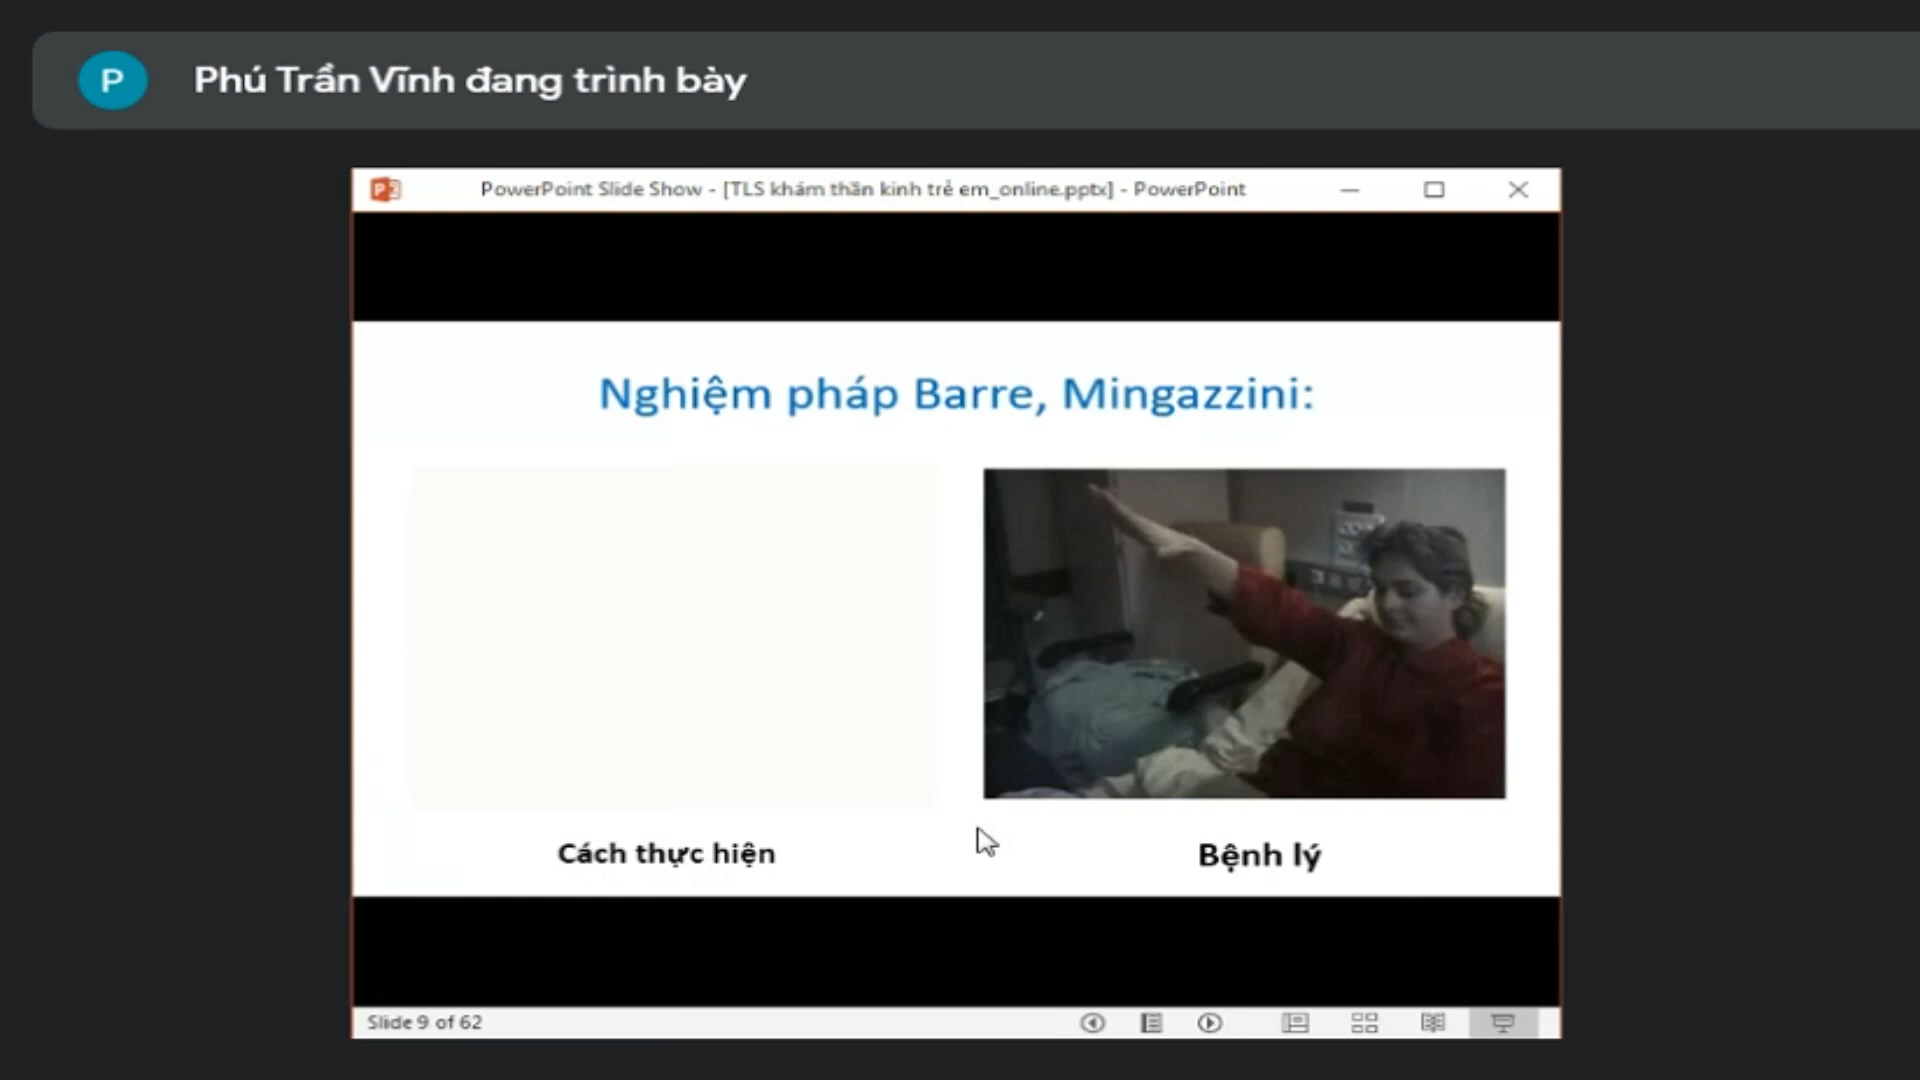 P
Phú Trần Vĩnh đang trình bày
PowerPoint Slide Show - [TLS khám thần kinh trẻ em_online.pptx] - PowerPoint
Nghiệm pháp Barre, Mingazzini:
Cách thực hiện
Bệnh lý
Slide 9 of 62